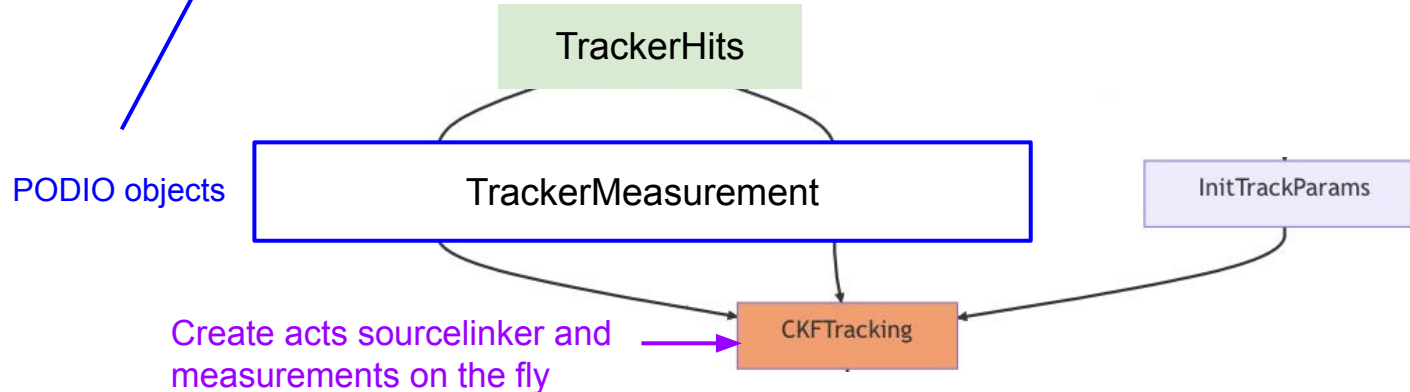 TrackerHits
PODIO objects
TrackerMeasurement
InitTrackParams
CKFTracking
Create acts sourcelinker and
measurements on the fly